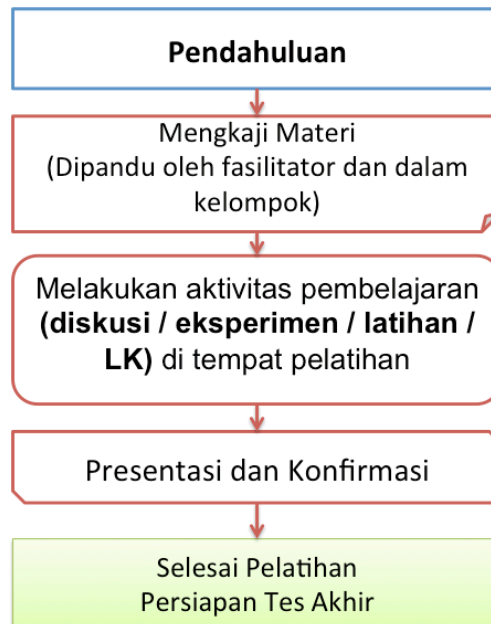 Pendahuluan
Mengkaji Materi
(Dipandu oleh fasilitator dan dalam
kelompok)
Melakukan aktivitas pembelajaran
(diskusi / eksperimen / latihan /
LK) di tempat pelatihan
Presentasi dan Konfirmasi
Selesai Pelatihan
Persiapan Tes Akhir